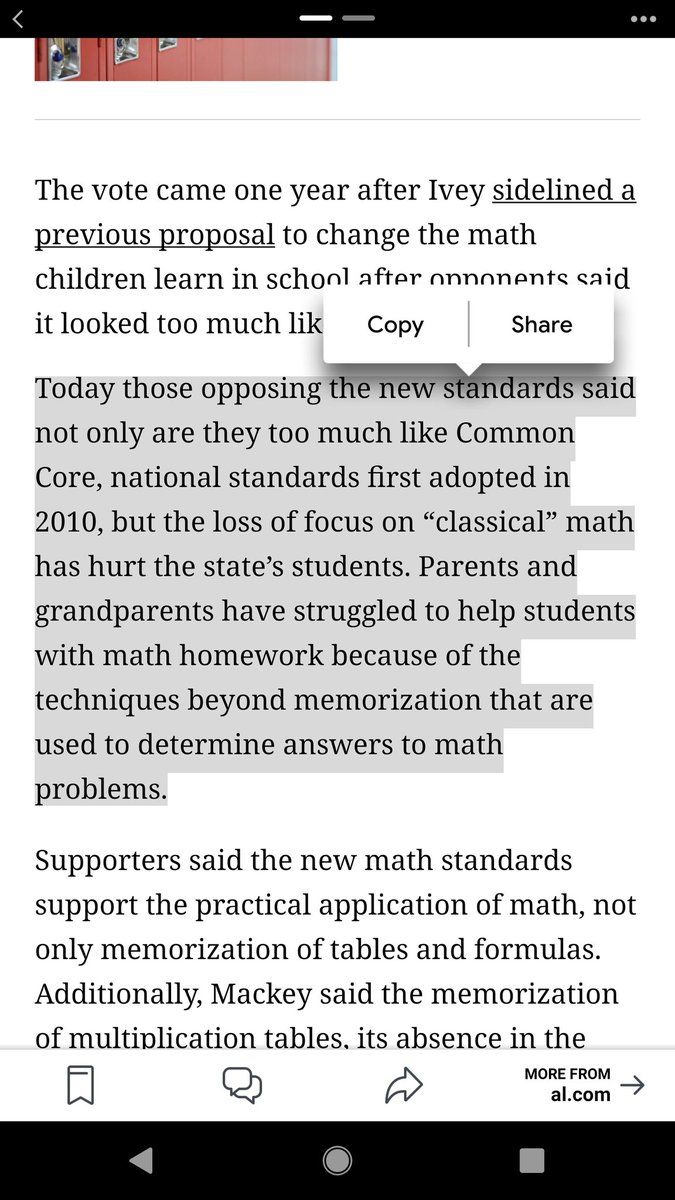 The vote came one year after Ivey sidelined a
previous proposal to change the math
children learn in school after opponents said
it looked too much
Copy
Share
Today those opposing the new standards said
not only are they too much like Common
Core, national standards first adopted in
2010, but the loss of focus on “classical” math
has hurt the state’s students. Parents and
grandparents have struggled to help students
with math homework because of the
techniques beyond memorization that are
used to determine answers to math
problems.
Supporters said the new math standards
support the practical application of math, not
only memorization of tables and formulas.
Additionally, Mackey said the memorization
of multiplication tables, its absence in the
MORE FROM
al.com